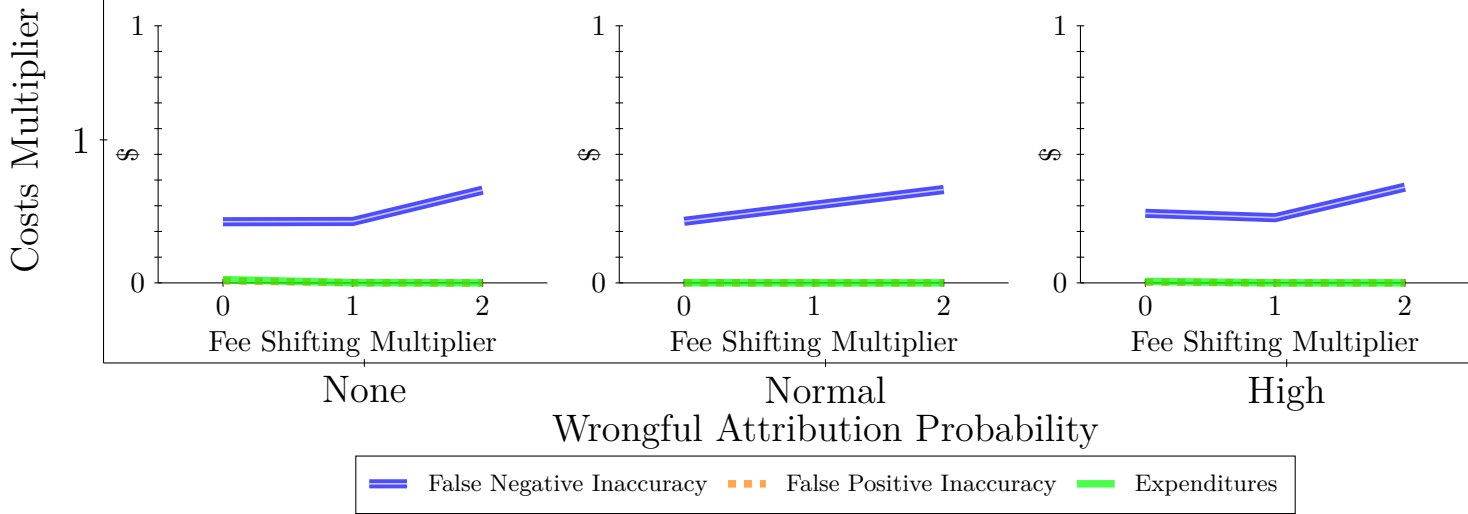 Costs Multiplier
1
1
$
0
0 1 2
Fee Shifting Multiplier
1
$
0
0 1 2
Fee Shifting Multiplier
1
$
0
0 1 2
Fee Shifting Multiplier
None Normal High
Wrongful Attribution Probability
False Negative Inaccuracy False Positive Inaccuracy Expenditures